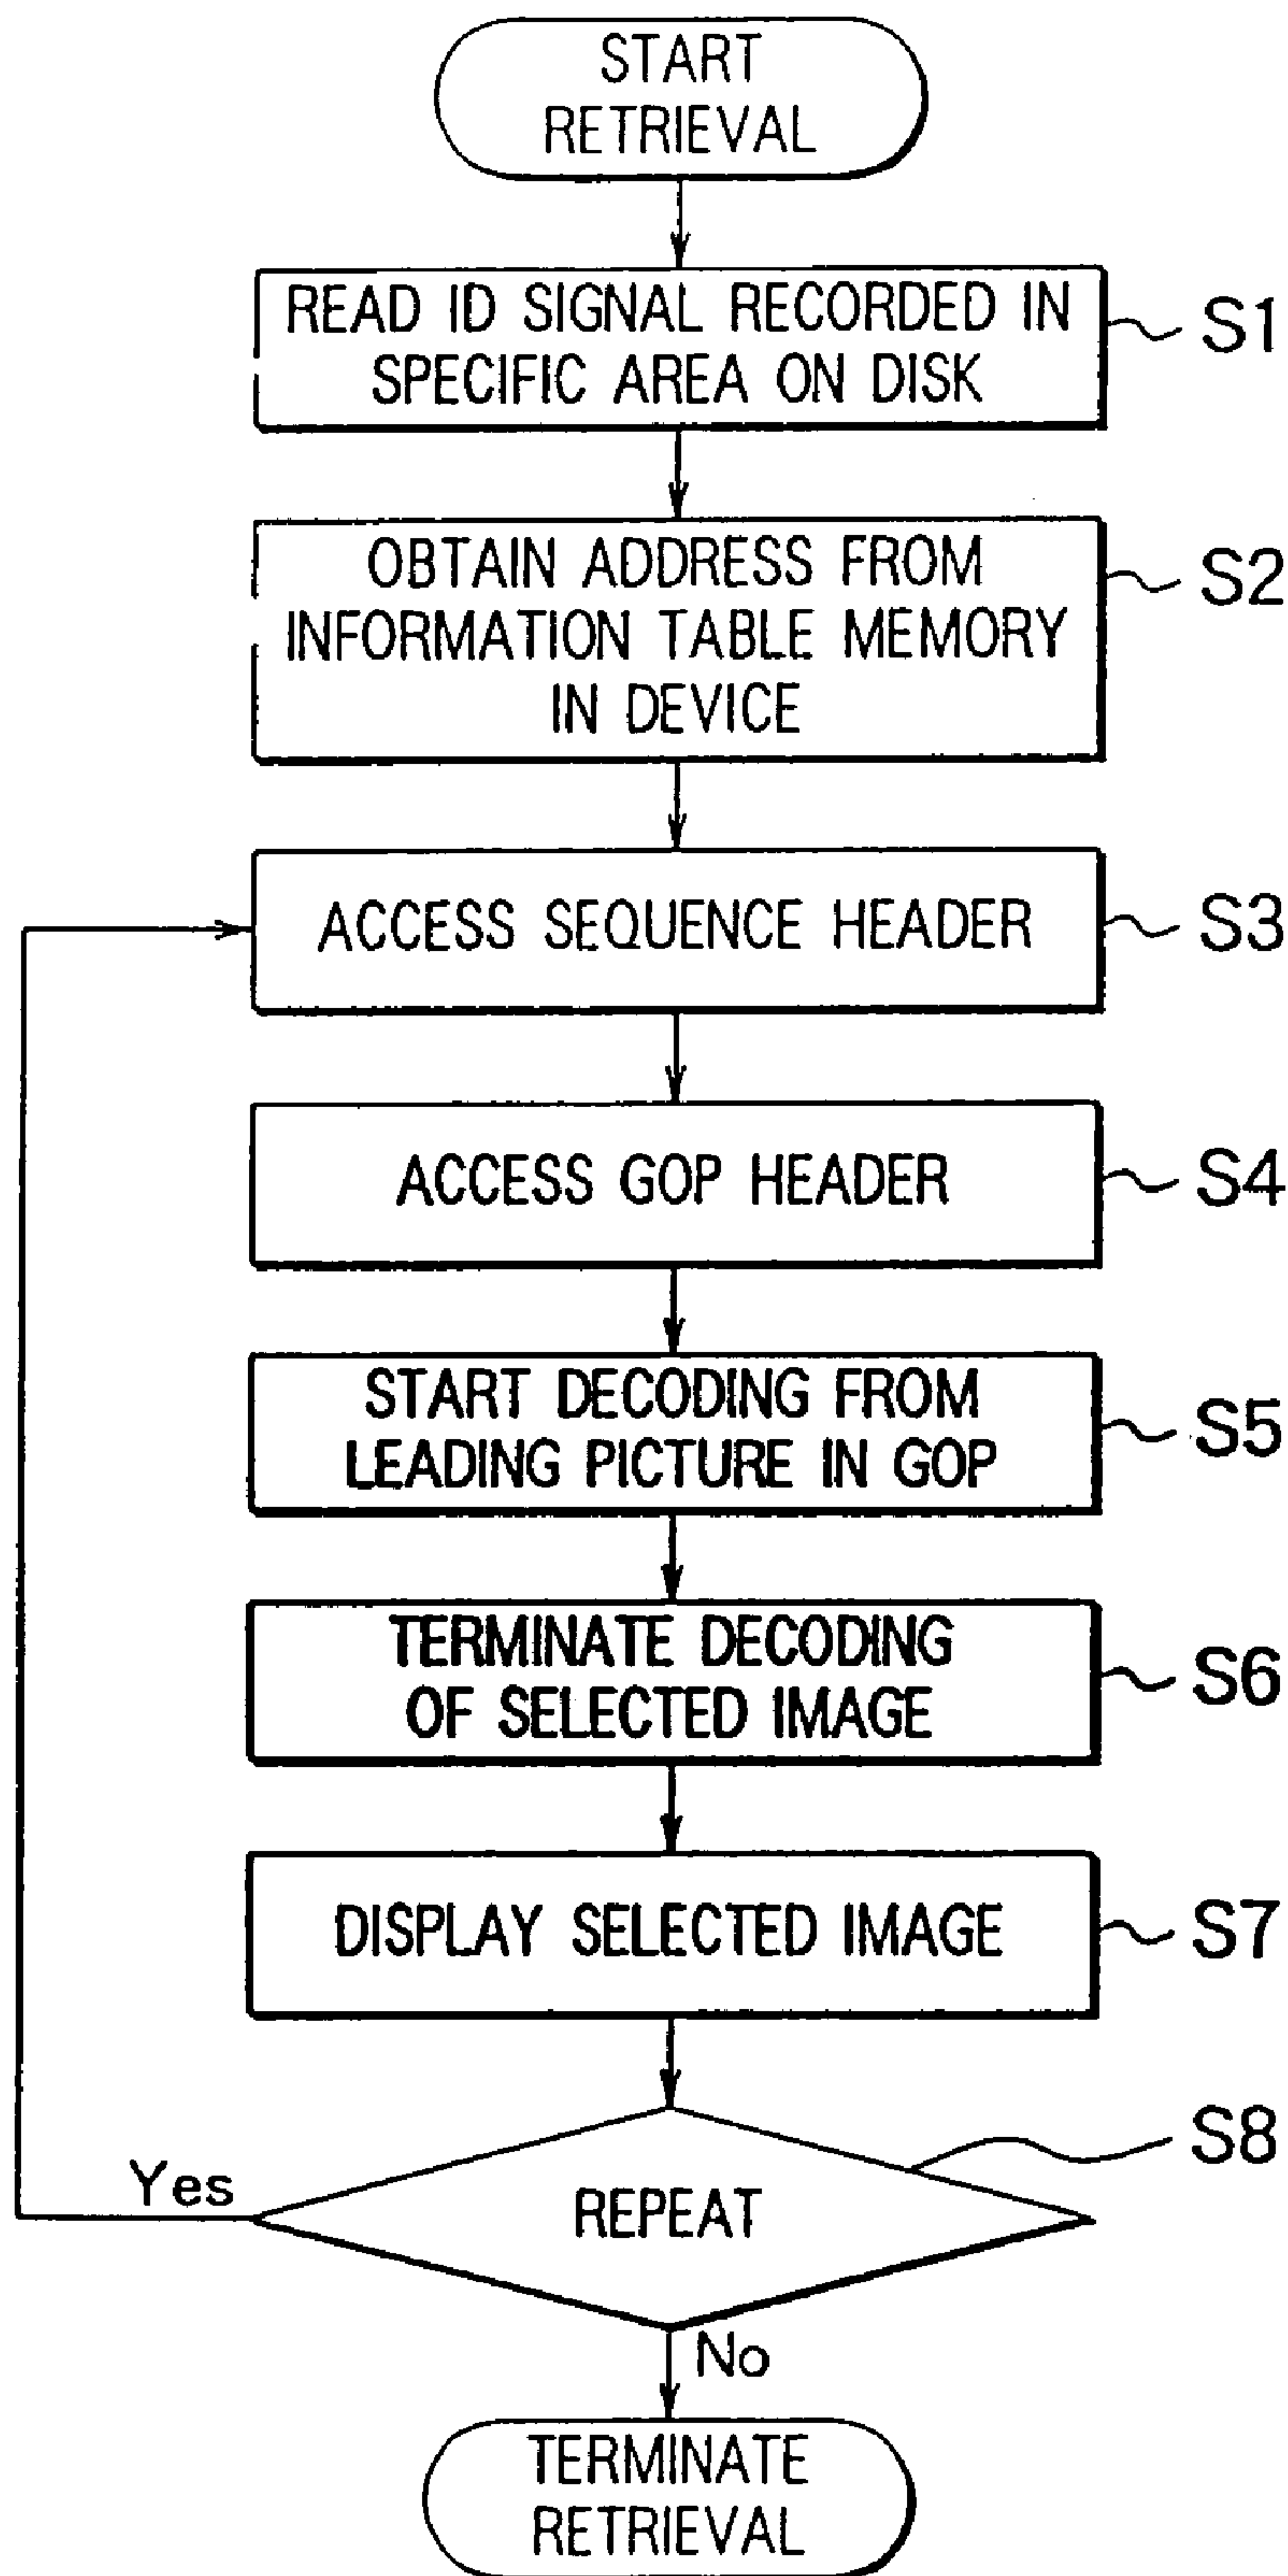 START
RETRIEVAL
READ ID SIGNAL RECORDED IN
SPECIFIC AREA ON DISK
S1
OBTAIN ADDRESS FROM
INFORMATION TABLE MEMORY
IN DEVICE
S2
ACCESS SEQUENCE HEADER
S3
ACCESS GOP HEADER
S4
START DECODING FROM
LEADING PICTURE IN GOP
S5
TERMINATE DECODING
OF SELECTED IMAGE
S6
DISPLAY SELECTED IMAGE
S7
S8
Yes
REPEAT
No
TERMINATE
RETRIEVAL